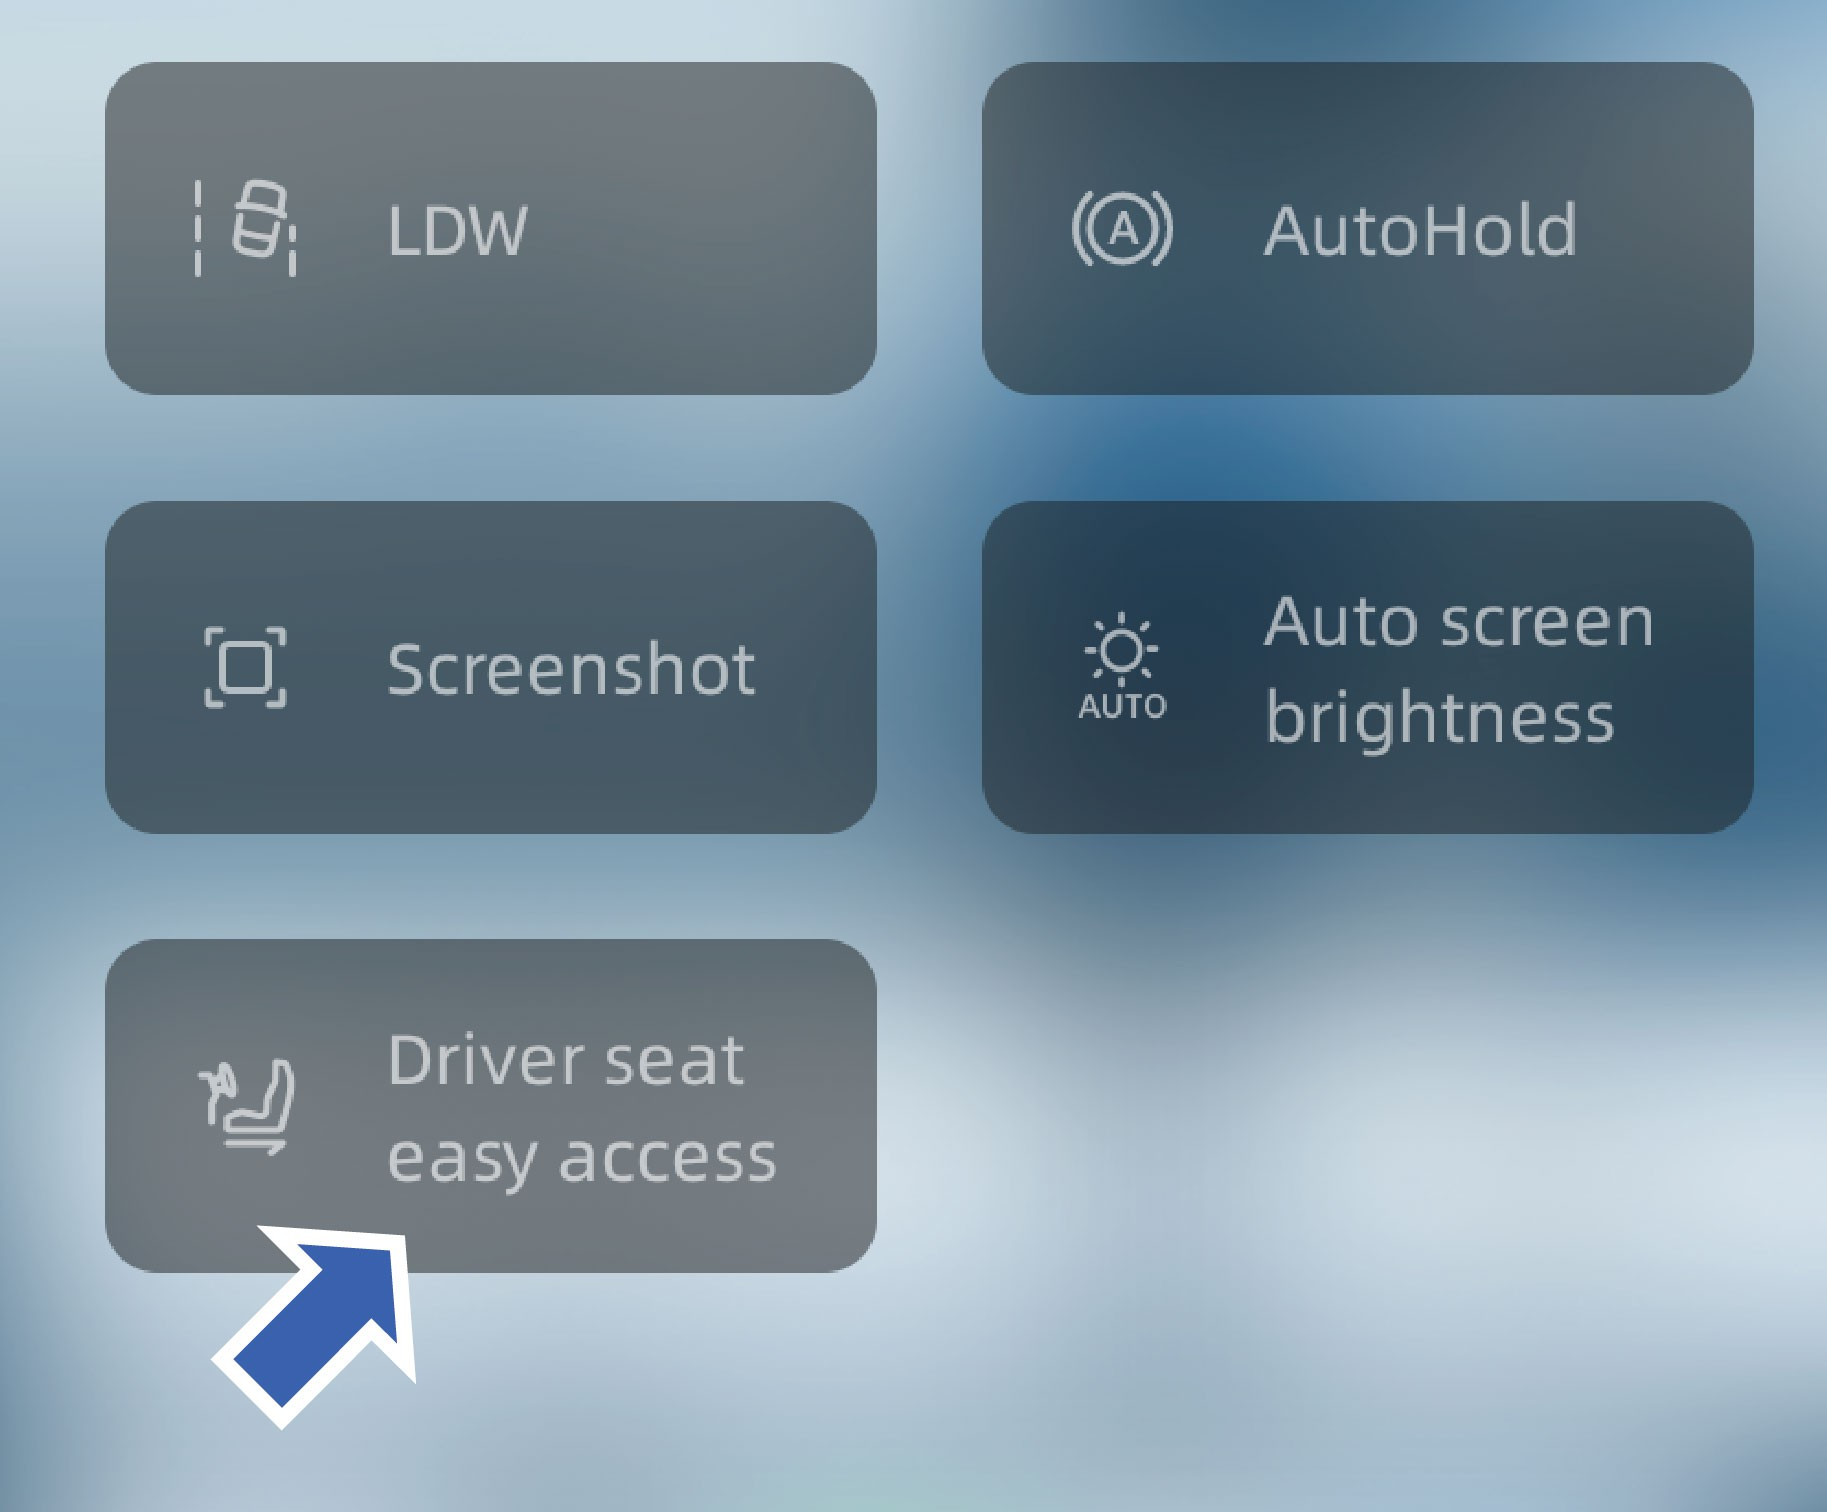 LDW
A
AutoHold
Screenshot
AUTO
Auto screen
brightness
Driver seat
easy access